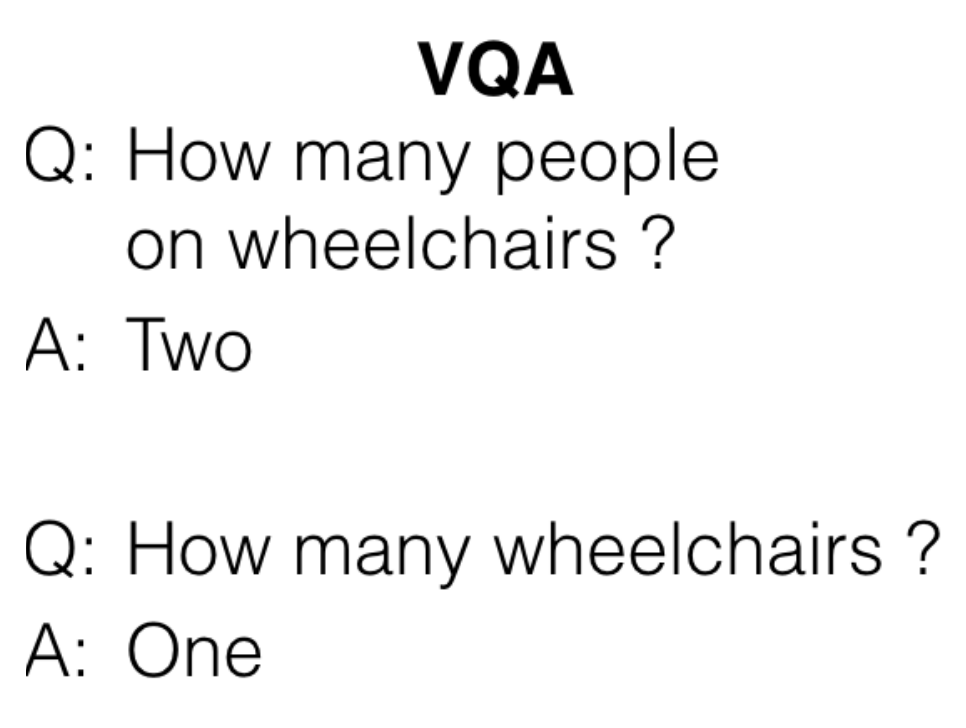 VQA
Q: How many people
on wheelchairs ?
A: Two
Q: How many wheelchairs ?
A: One